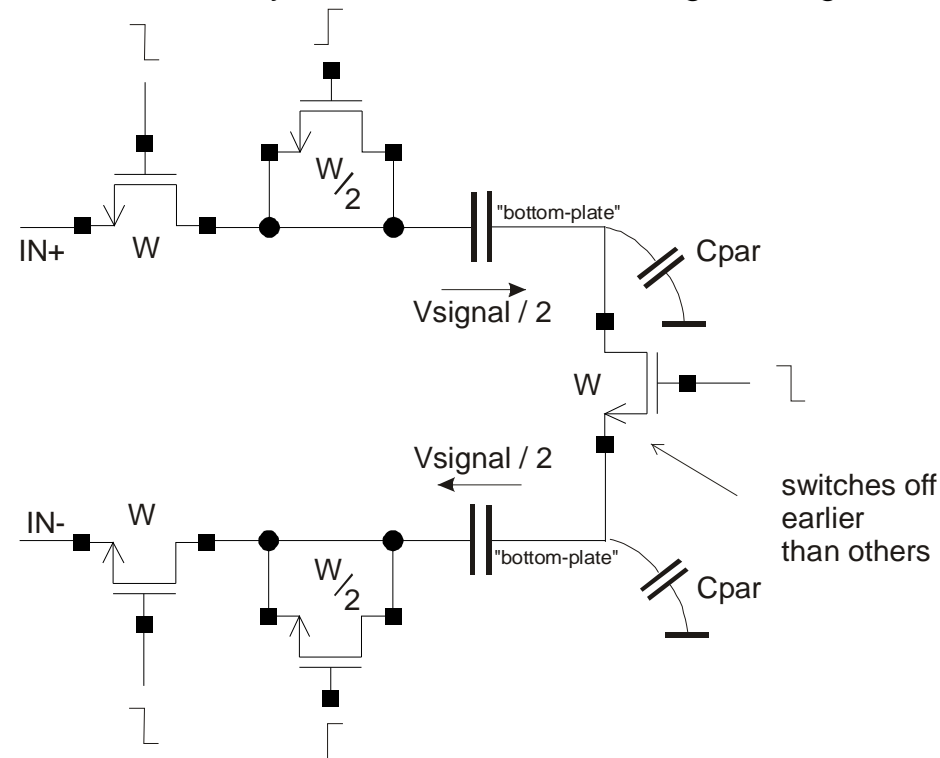 W/2
"bottom-plate"
Cpar
IN+
W
Vsignal / 2
W
Vsignal / 2
switches off
earlier
than others
IN-
W
W/2
"bottom-plate"
Cpar